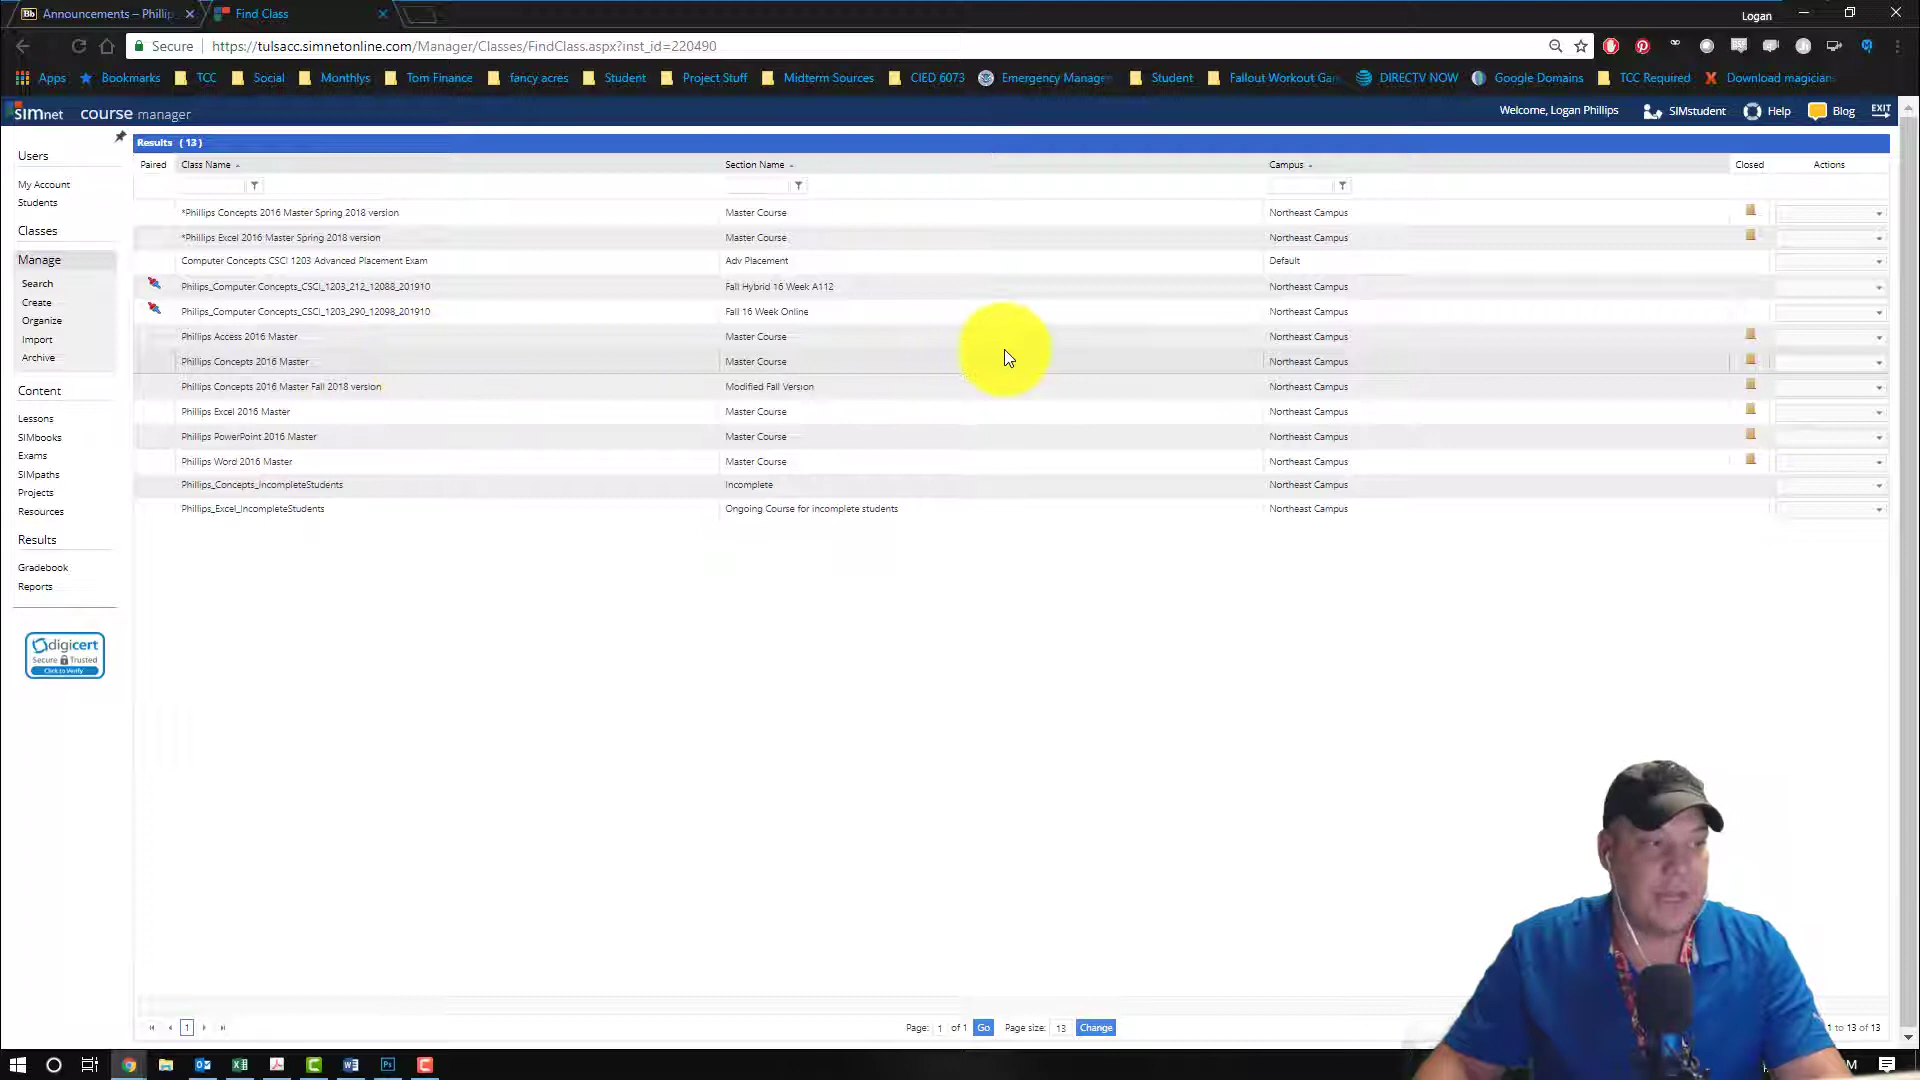 Bb Announcements – Phillip
Find Class
Logan
Secure https://tulsacc.simnetonline.com/Manager/Classes/FindClass.aspx?inst_id=220490
Apps Bookmarks TCC Social Monthlys Tom Finance fancy acres Student Project Stuff Midterm Sources CIED 6073 Emergency Manage Student Fallout Workout Ga DIRECTV NOW Google Domains TCC Required Download magician
simnet course manager
Welcome, Logan Phillips SIMstudent Help Blog EXIT
Results ( 13 )
Paired Class Name Section Name Campus Closed Actions
*Phillips Concepts 2016 Master Spring 2018 version Master Course Northeast Campus
*Phillips Excel 2016 Master Spring 2018 version Master Course Northeast Campus
Computer Concepts CSCI 1203 Advanced Placement Exam Adv Placement Default
Philips_Computer Concepts_CSCI_1203_212_12088_201910 Fall Hybrid 16 Week A112 Northeast Campus
Philips_Computer Concepts_CSCI_1203_290_12098_201910 Fall 16 Week Online Northeast Campus
Phillips Access 2016 Master Master Course Northeast Campus
Phillips Concepts 2016 Master Master Course Northeast Campus
Phillips Concepts 2016 Master Fall 2018 version Modified Fall Version Northeast Campus
Phillips Excel 2016 Master Master Course Northeast Campus
Phillips PowerPoint 2016 Master Master Course Northeast Campus
Phillips Word 2016 Master Master Course Northeast Campus
Phillips_Concepts_IncompleteStudents Incomplete Northeast Campus
Phillips_Excel_IncompleteStudents Ongoing Course for incomplete students Northeast Campus
Users
My Account
Students
Classes
Manage
Search
Create
Organize
Import
Archive
Content
Lessons
SIMbooks
Exams
SIMpaths
Projects
Resources
Results
Gradebook
Reports
digicert
Secure Trusted
Click to Verify
1
Page: 1 of 1 Go Page size: 13 Change
1 to 13 of 13